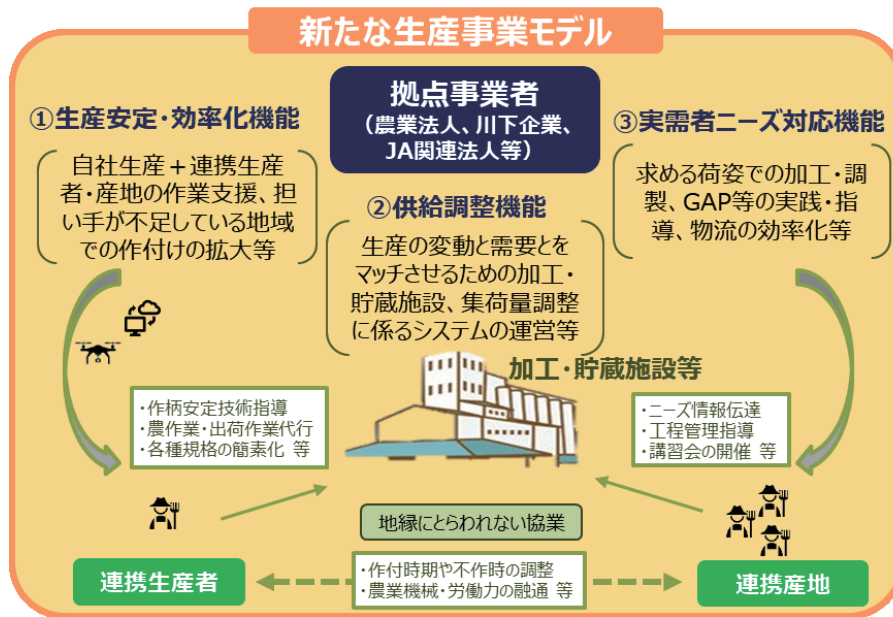 新たな生産事業モデル
拠点事業者
（農業法人、川下企業、
JA関連法人等）
①生産安定・効率化機能
自社生産＋連携生産
者・産地の作業支援、担
い手が不足している地域
での作付けの拡大等
②供給調整機能
生産の変動と需要とを
マッチさせるための加工・
貯蔵施設、集荷量調整
に係るシステムの運営等
③実需者ニーズ対応機能
求める荷姿での加工・調
製、GAP等の実践・指
導、物流の効率化等
加工・貯蔵施設等
・作柄安定技術指導
・農作業・出荷作業代行
・各種規格の簡素化 等
・ニーズ情報伝達
・工程管理指導
・講習会の開催 等
地縁にとらわれない協業
連携生産者
・作付時期や不作時の調整
・農業機械・労働力の融通 等
連携産地